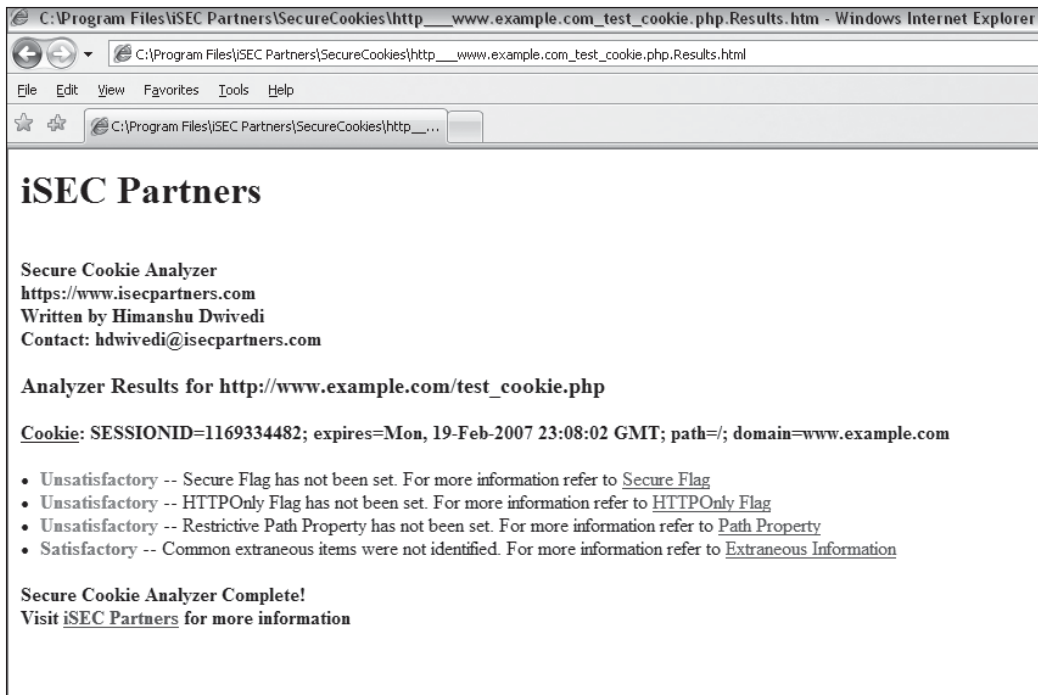 C:\Program Files\iSEC Partners\SecureCookies\http___www.example.com_test_cookie.php.Results.htm - Windows Internet Explorer
C:\Program Files\iSEC Partners\SecureCookies\http___www.example.com_test_cookie.php.Results.html
File Edit View Favorites Tools Help
C:\Program Files\iSEC Partners\SecureCookies\http__...
iSEC Partners
Secure Cookie Analyzer
https://www.isecpartners.com
Written by Himanshu Dwivedi
Contact: hdwivedi@isecpartners.com
Analyzer Results for http://www.example.com/test_cookie.php
Cookie: SESSIONID=1169334482; expires=Mon, 19-Feb-2007 23:08:02 GMT; path=/; domain=www.example.com
• Unsatisfactory -- Secure Flag has not been set. For more information refer to Secure Flag
• Unsatisfactory -- HTTPOnly Flag has not been set. For more information refer to HTTPOnly Flag
• Unsatisfactory -- Restrictive Path Property has not been set. For more information refer to Path Property
• Satisfactory -- Common extraneous items were not identified. For more information refer to Extraneous Information
Secure Cookie Analyzer Complete!
Visit iSEC Partners for more information